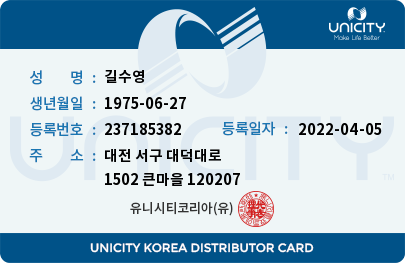 UNICITY
Make Life Better
성 명 : 길수영
생년월일 : 1975-06-27
등록번호 : 237185382 등록일자 : 2022-04-05
주 소 : 대전 서구 대덕대로
1502 큰마을 120207
유니시티코리아(유)
UNICITY
TM
UNICITY KOREA DISTRIBUTOR CARD